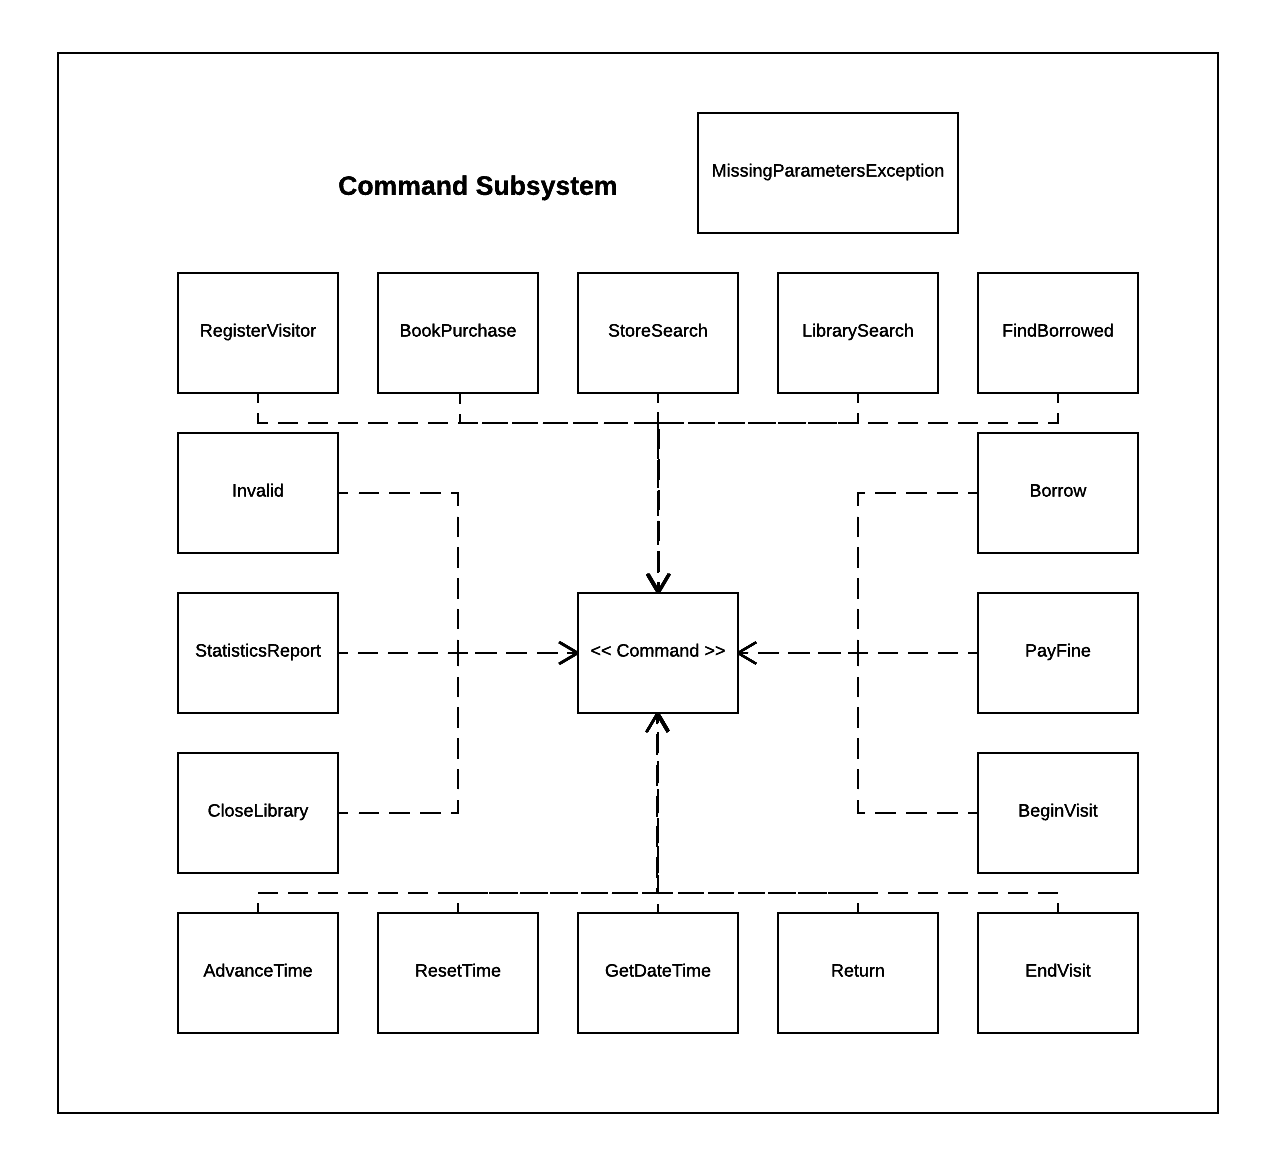 MissingParametersException
Command Subsystem
RegisterVisitor
BookPurchase
StoreSearch
LibrarySearch
FindBorrowed
Invalid
Borrow
StatisticsReport
<< Command >>
PayFine
CloseLibrary
BeginVisit
AdvanceTime
ResetTime
GetDateTime
Return
EndVisit